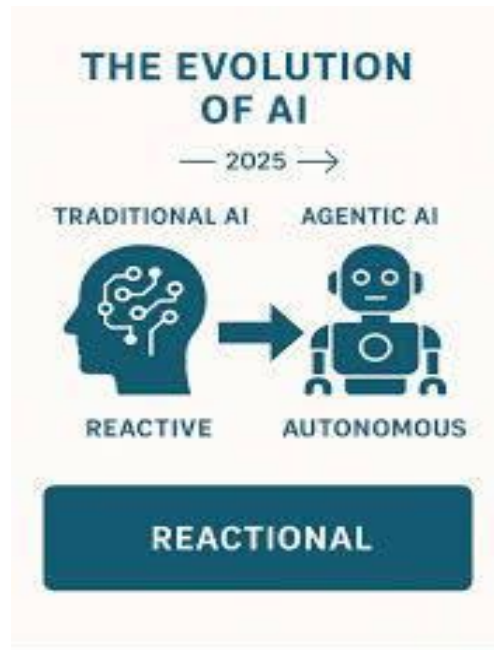 THE EVOLUTION
OF AI
2025
TRADITIONAL AI
AGENTIC AI
REACTIVE
AUTONOMOUS
REACTIONAL